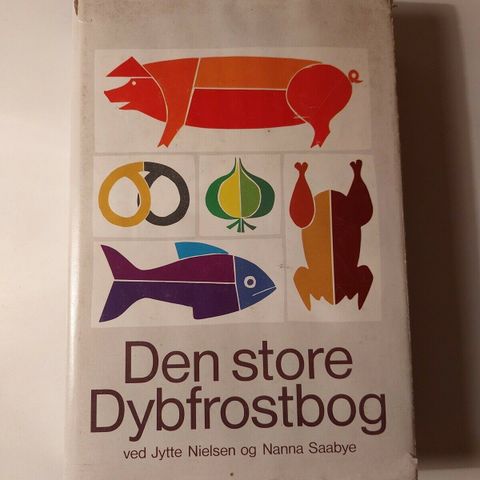 Den store
Dybfrostbog
ved Jytte Nielsen og Nanna Saabye